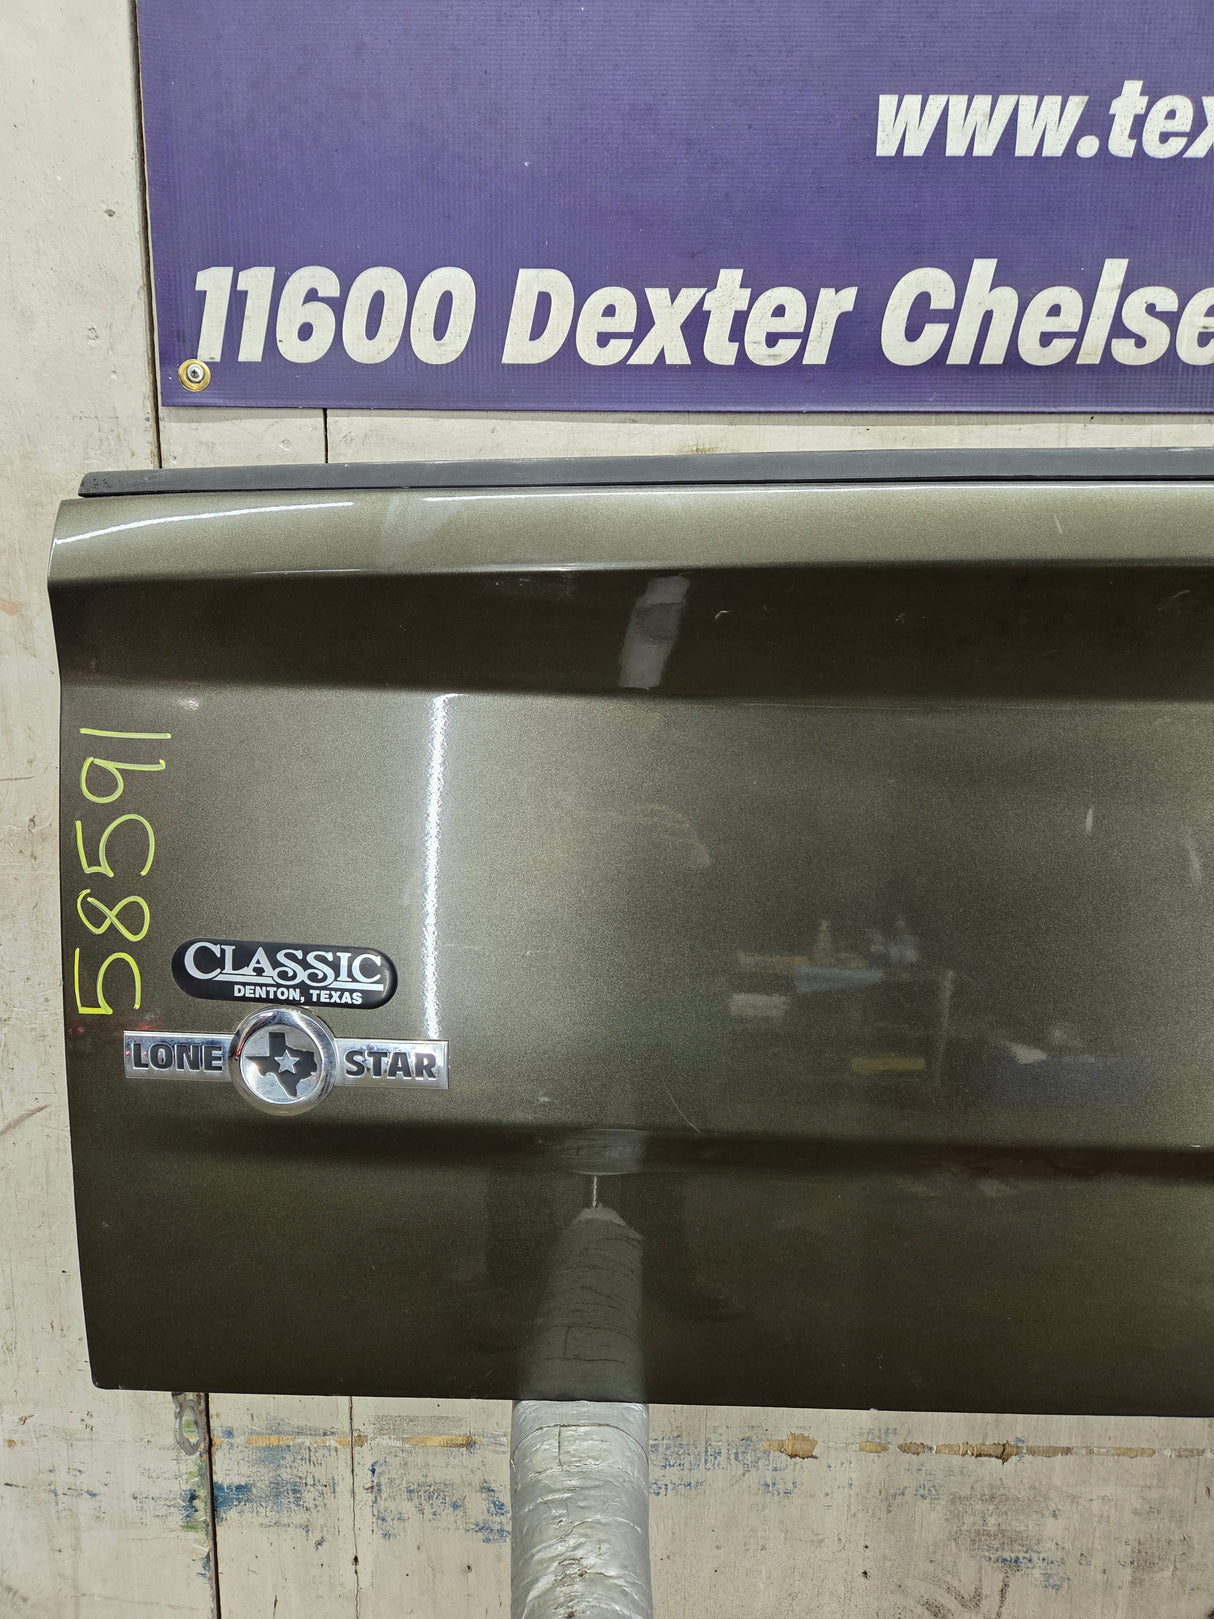 www.tex
11600 Dexter Chelse
58591
CLASSIC
DENTON, TEXAS
LONE STAR